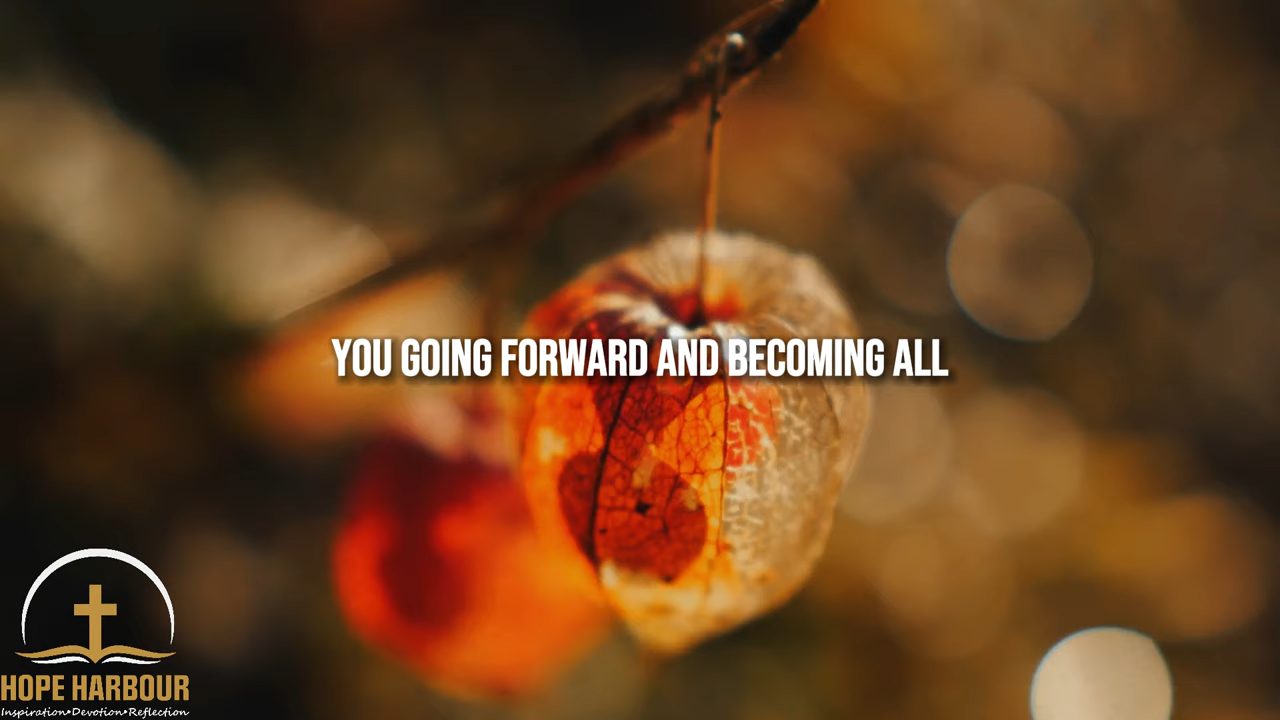 YOU GOING FORWARD AND BECOMING ALL
HOPE HARBOUR
Inspiration•Devotion•Reflection